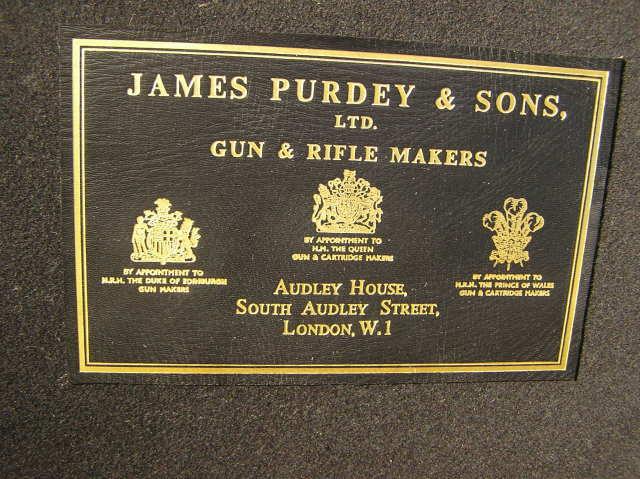 JAMES PURDEY & SONS,
LTD.
GUN & RIFLE MAKERS
BY APPOINTMENT TO
H.R.H. THE DUKE OF EDINBURGH
GUN MAKERS
BY APPOINTMENT TO
H.M. THE QUEEN
GUN & CARTRIDGE MAKERS
BY APPOINTMENT TO
H.R.H. THE PRINCE OF WALES
GUN & CARTRIDGE MAKERS
AUDLEY HOUSE,
SOUTH AUDLEY STREET,
LONDON, W.1